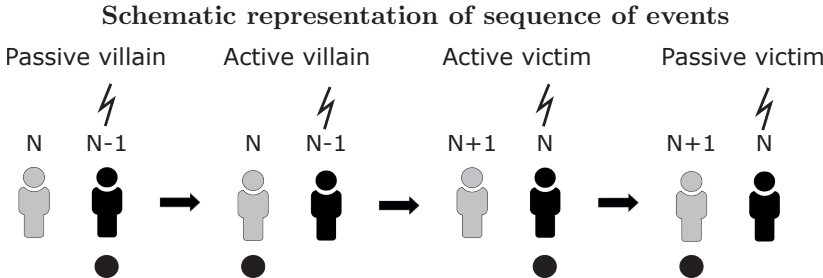 Schematic representation of sequence of events
Passive villain Active villain Active victim Passive victim
N N-1 N N-1 N+1 N N+1 N